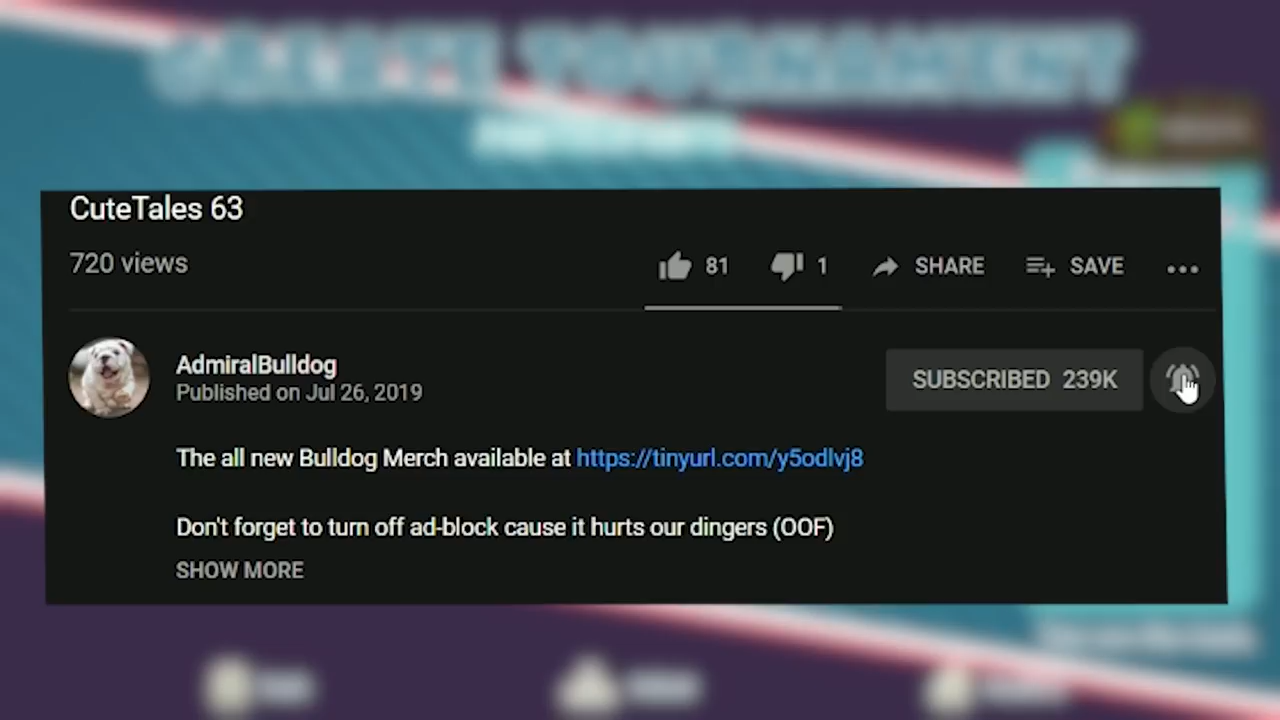 CREATE TOURNAMENT
CuteTales 63
720 views
81
1
SHARE
SAVE
AdmiralBulldog
Published on Jul 26, 2019
SUBSCRIBED 239K
The all new Bulldog Merch available at https://tinyurl.com/y5odlvj8
Don't forget to turn off ad-block cause it hurts our dingers (OOF)
SHOW MORE